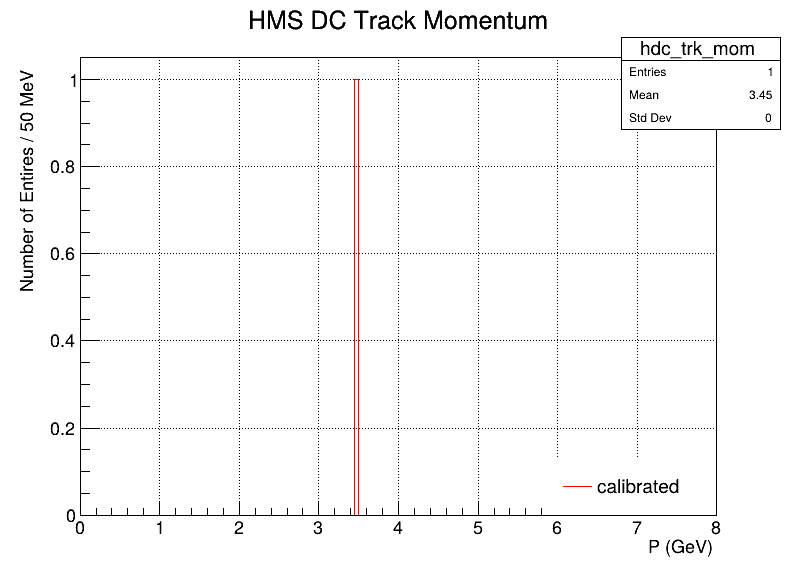 HMS DC Track Momentum
hdc_trk_mom
Entries 1
Mean 3.45
Std Dev 0
Number of Entires / 50 MeV
1
0.8
0.6
0.4
0.2
0
0 1 2 3 4 5 6 7 8
calibrated
P (GeV)